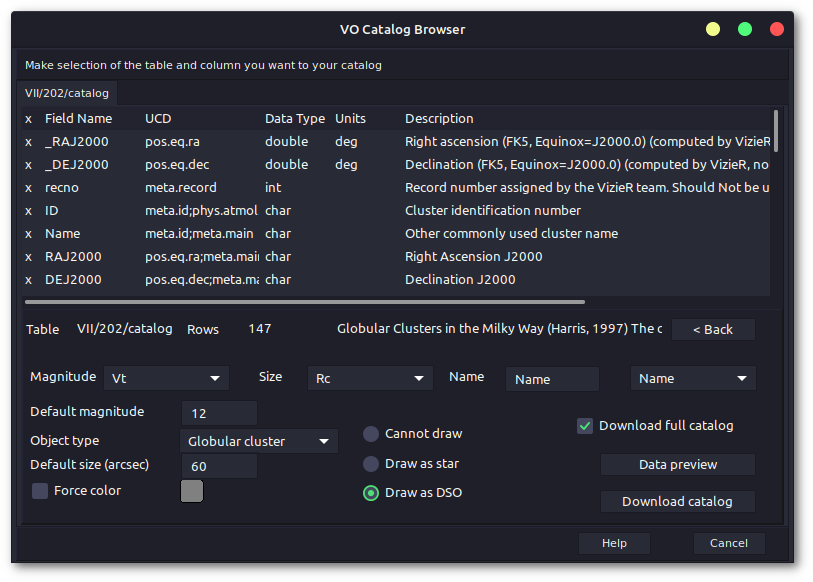 VO Catalog Browser
Make selection of the table and column you want to your catalog
VII/202/catalog
x Field Name UCD Data Type Units Description
x _RAJ2000 pos.eq.ra double deg Right ascension (FK5, Equinox=J2000.0) (computed by VizieR
x _DEJ2000 pos.eq.dec double deg Declination (FK5, Equinox=J2000.0) (computed by VizieR, no
x recno meta.record int Record number assigned by the VizieR team. Should Not be u
x ID meta.id;phys.atmol char Cluster identification number
x Name meta.id;meta.main char Other commonly used cluster name
x RAJ2000 pos.eq.ra;meta.mai char Right Ascension J2000
x DEJ2000 pos.eq.dec;meta.ma char Declination J2000
Table VII/202/catalog Rows 147 Globular Clusters in the Milky Way (Harris, 1997) The c < Back
Magnitude Vt Size Rc Name Name Name
Default magnitude 12
Object type Globular cluster
Default size (arcsec) 60
Force color
Cannot draw
Draw as star
Draw as DSO
Download full catalog
Data preview
Download catalog
Help Cancel